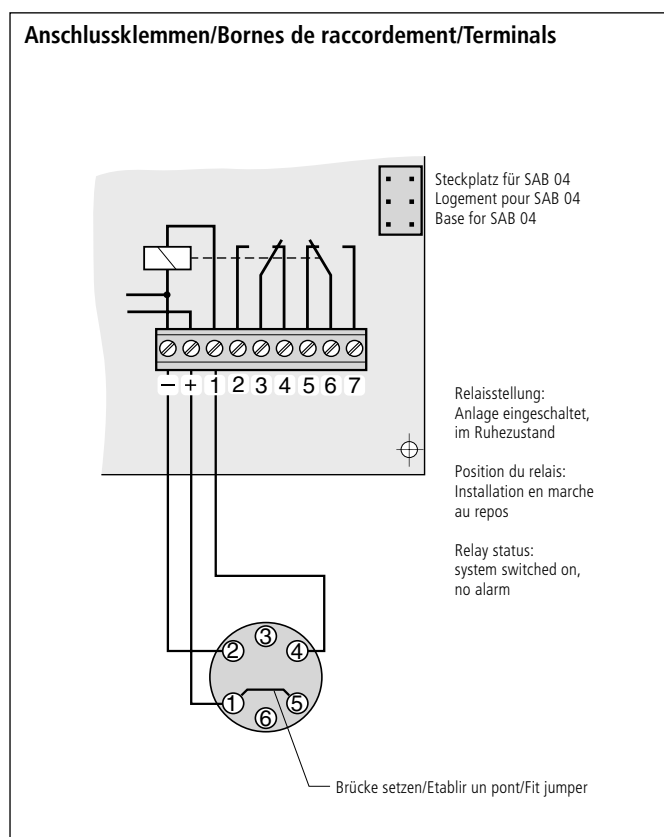 Anschlussklemmen/Bornes de raccordement/Terminals
Steckplatz für SAB 04
Logement pour SAB 04
Base for SAB 04
– + 1 2 3 4 5 6 7
Relaisstellung:
Anlage eingeschaltet,
im Ruhezustand
Position du relais:
Installation en marche
au repos
Relay status:
system switched on,
no alarm
3
2 4
1 5
6
Brücke setzen/Etablir un pont/Fit jumper